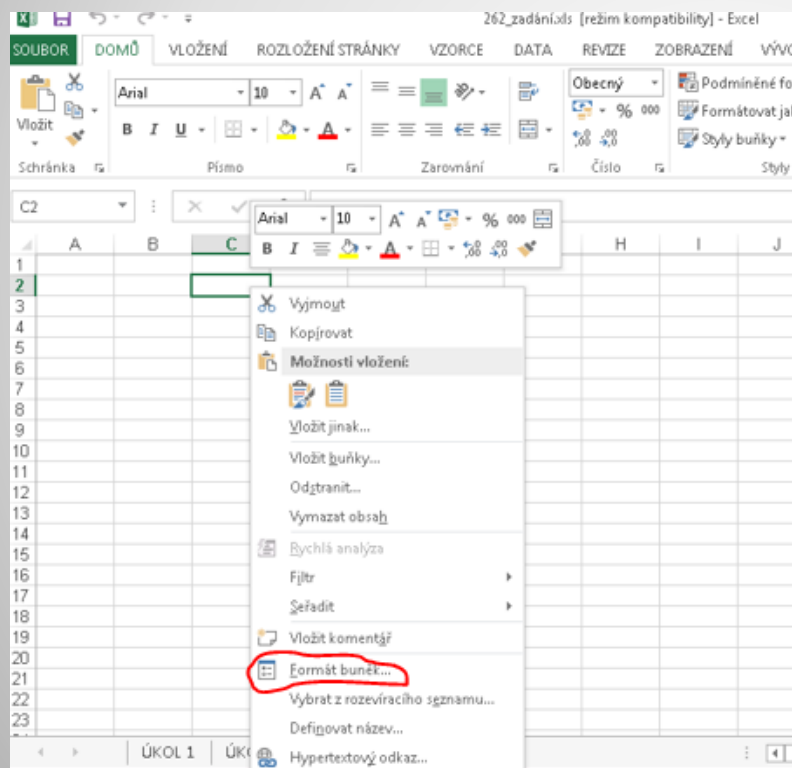 262_zadání.xls [režim kompatibility] - Excel
SOUBOR DOMŮ VLOŽENÍ ROZLOŽENÍ STRÁNKY VZORCE DATA REVIZE ZOBRAZENÍ VÝVO
Vložit
Arial 10
Obecný
Podmíněné fo
B I U A
% 000
Formátovat jak
Styly buňky
Schránka Písmo Zarovnání Číslo Styly
C2
Arial 10 A A % 000
B I A
A B C H I J
1
2
3
4
5
6
7
8
9
10
11
12
13
14
15
16
17
18
19
20
21
22
23
Vyjmout
Kopírovat
Možnosti vložení:
Vložit jinak...
Vložit buňky...
Odstranit...
Vymazat obsah
Rychlá analýza
Filtr
Seřadit
Vložit komentář
Formát buněk...
Vybrat z rozevíracího seznamu...
Definovat název...
Hypertextový odkaz...
ÚKOL 1 ÚK